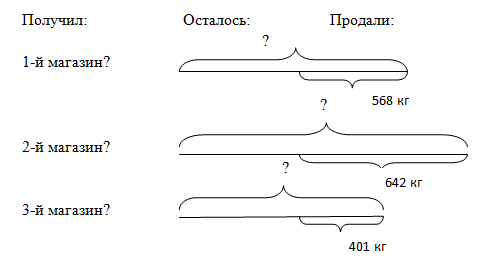 Получил: Осталось: Продали:
?
1-й магазин?
568 кг
?
2-й магазин?
642 кг
?
3-й магазин?
401 кг